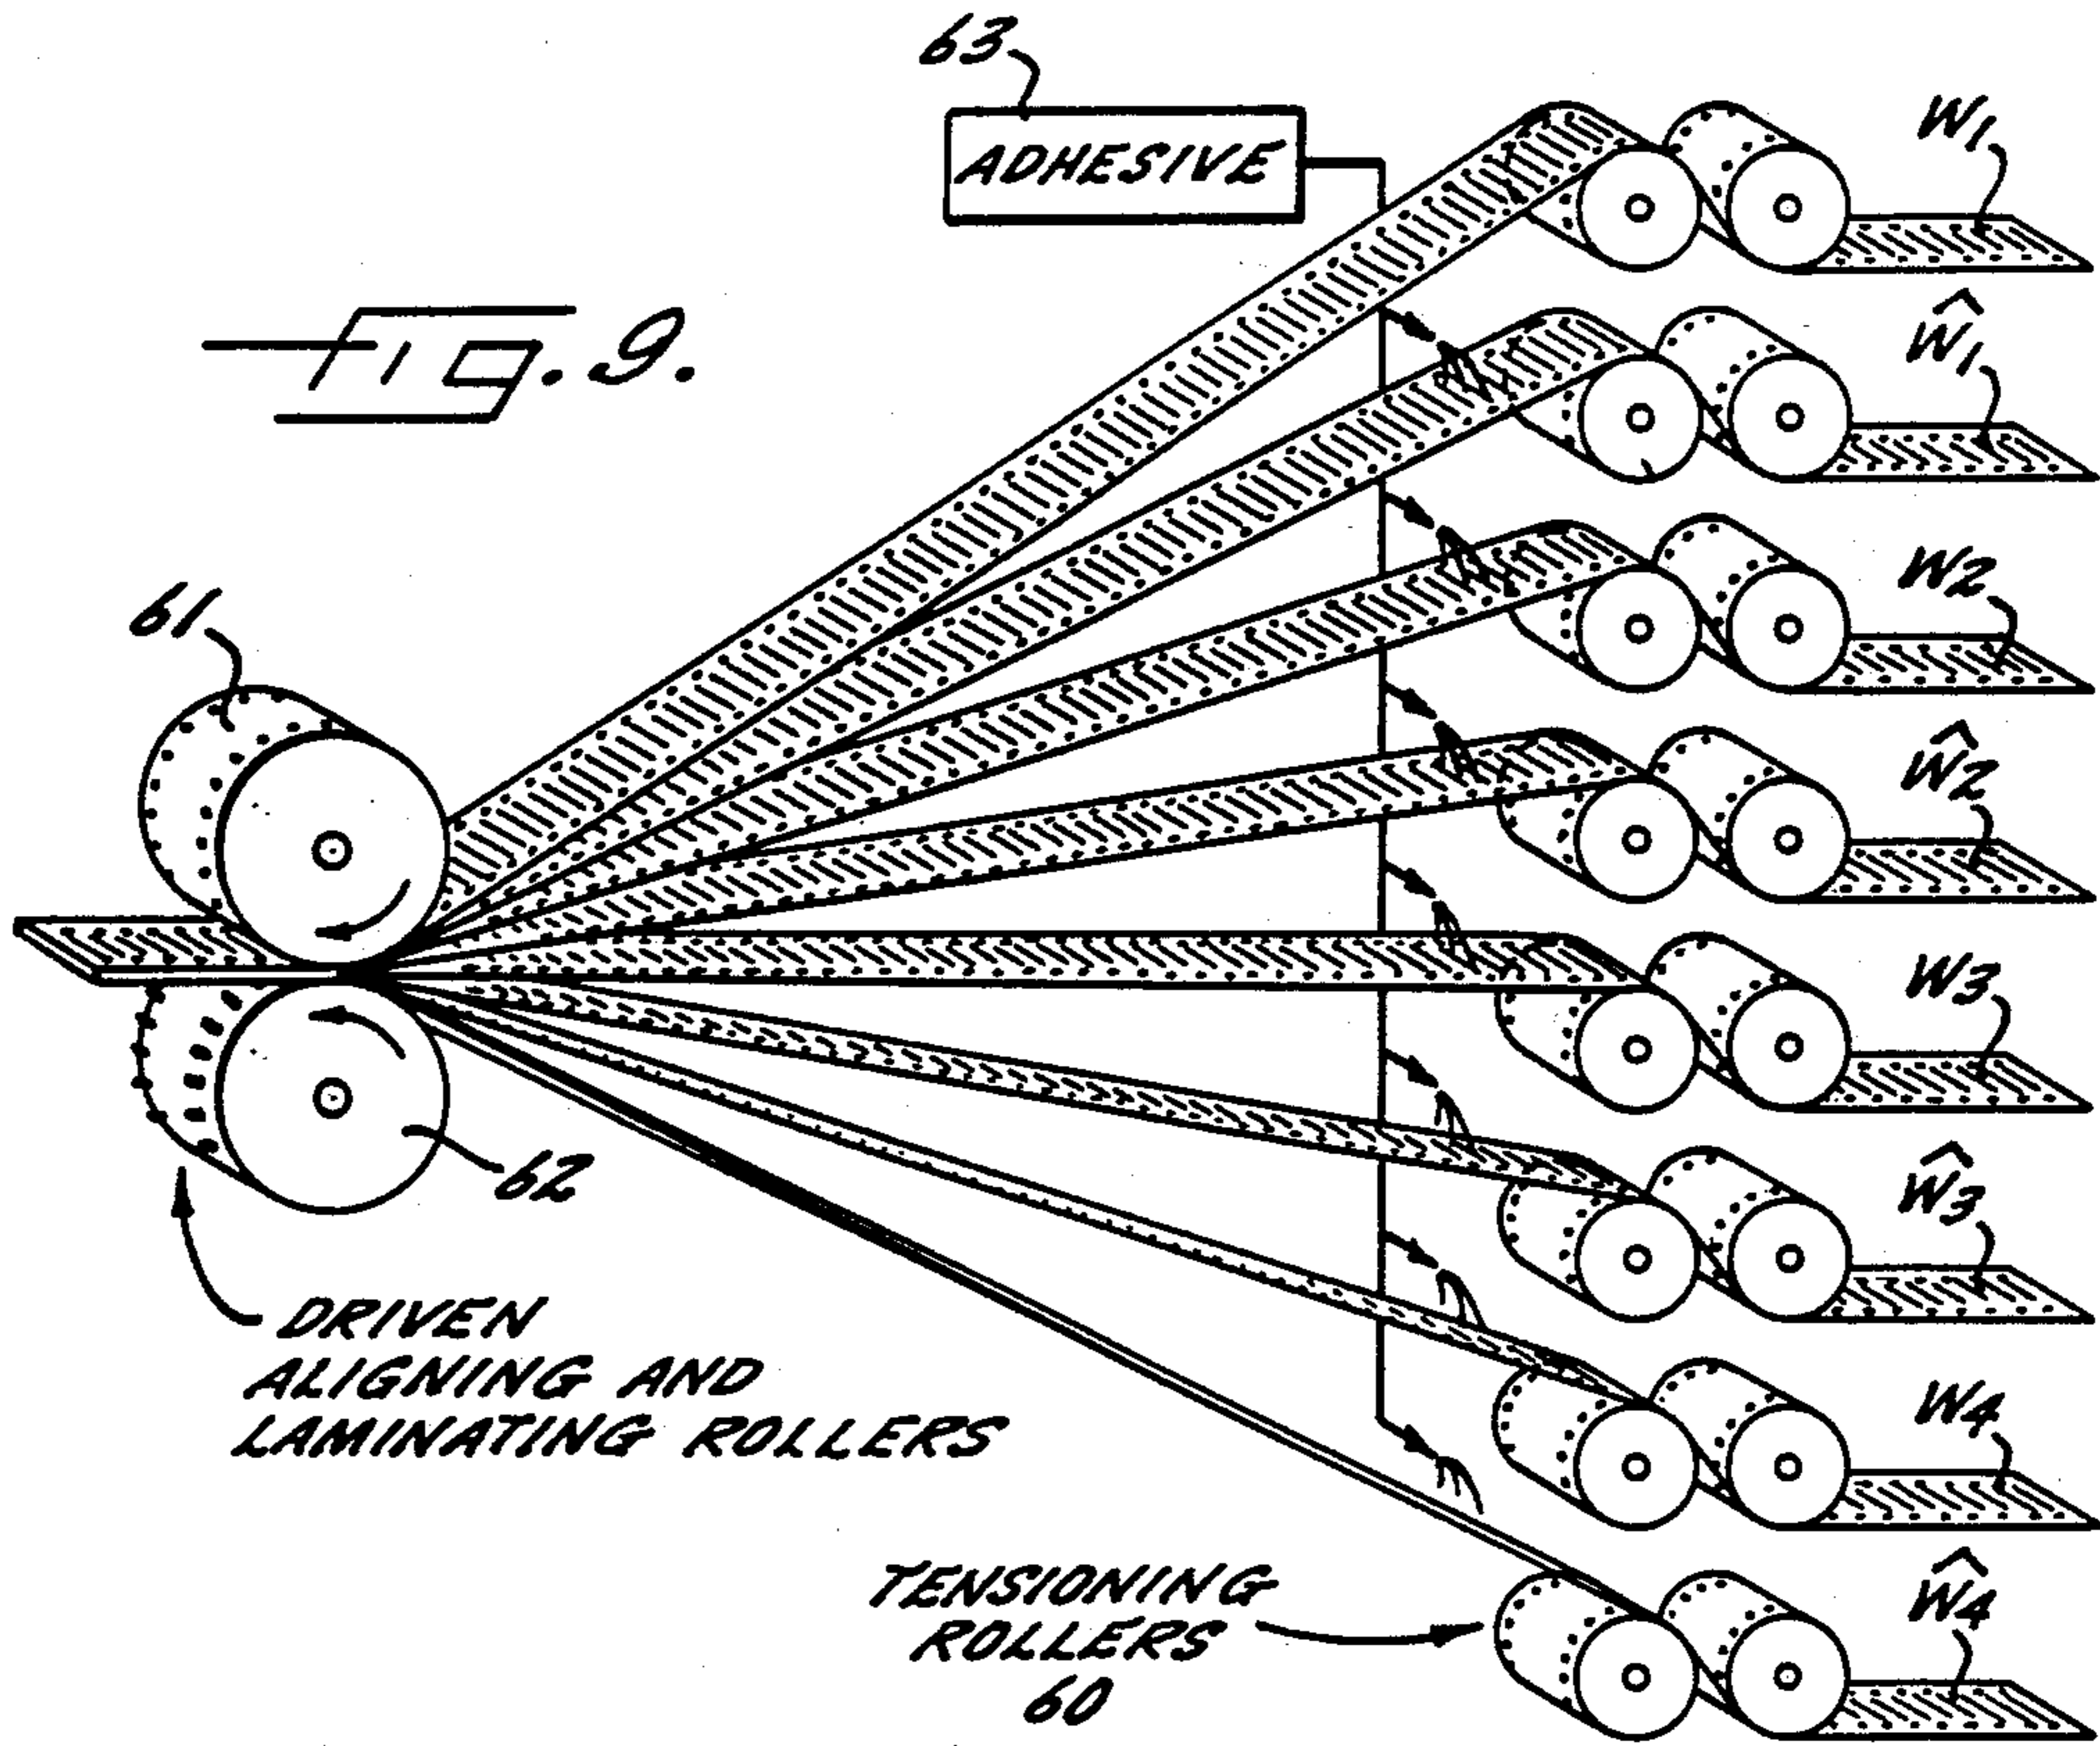 63
ADHESIVE
W1
Fig. 9.
Ŵ1
W2
61
Ŵ2
W3
62
Ŵ3
DRIVEN
ALIGNING AND
LAMINATING ROLLERS
W4
TENSIONING
ROLLERS
60
Ŵ4